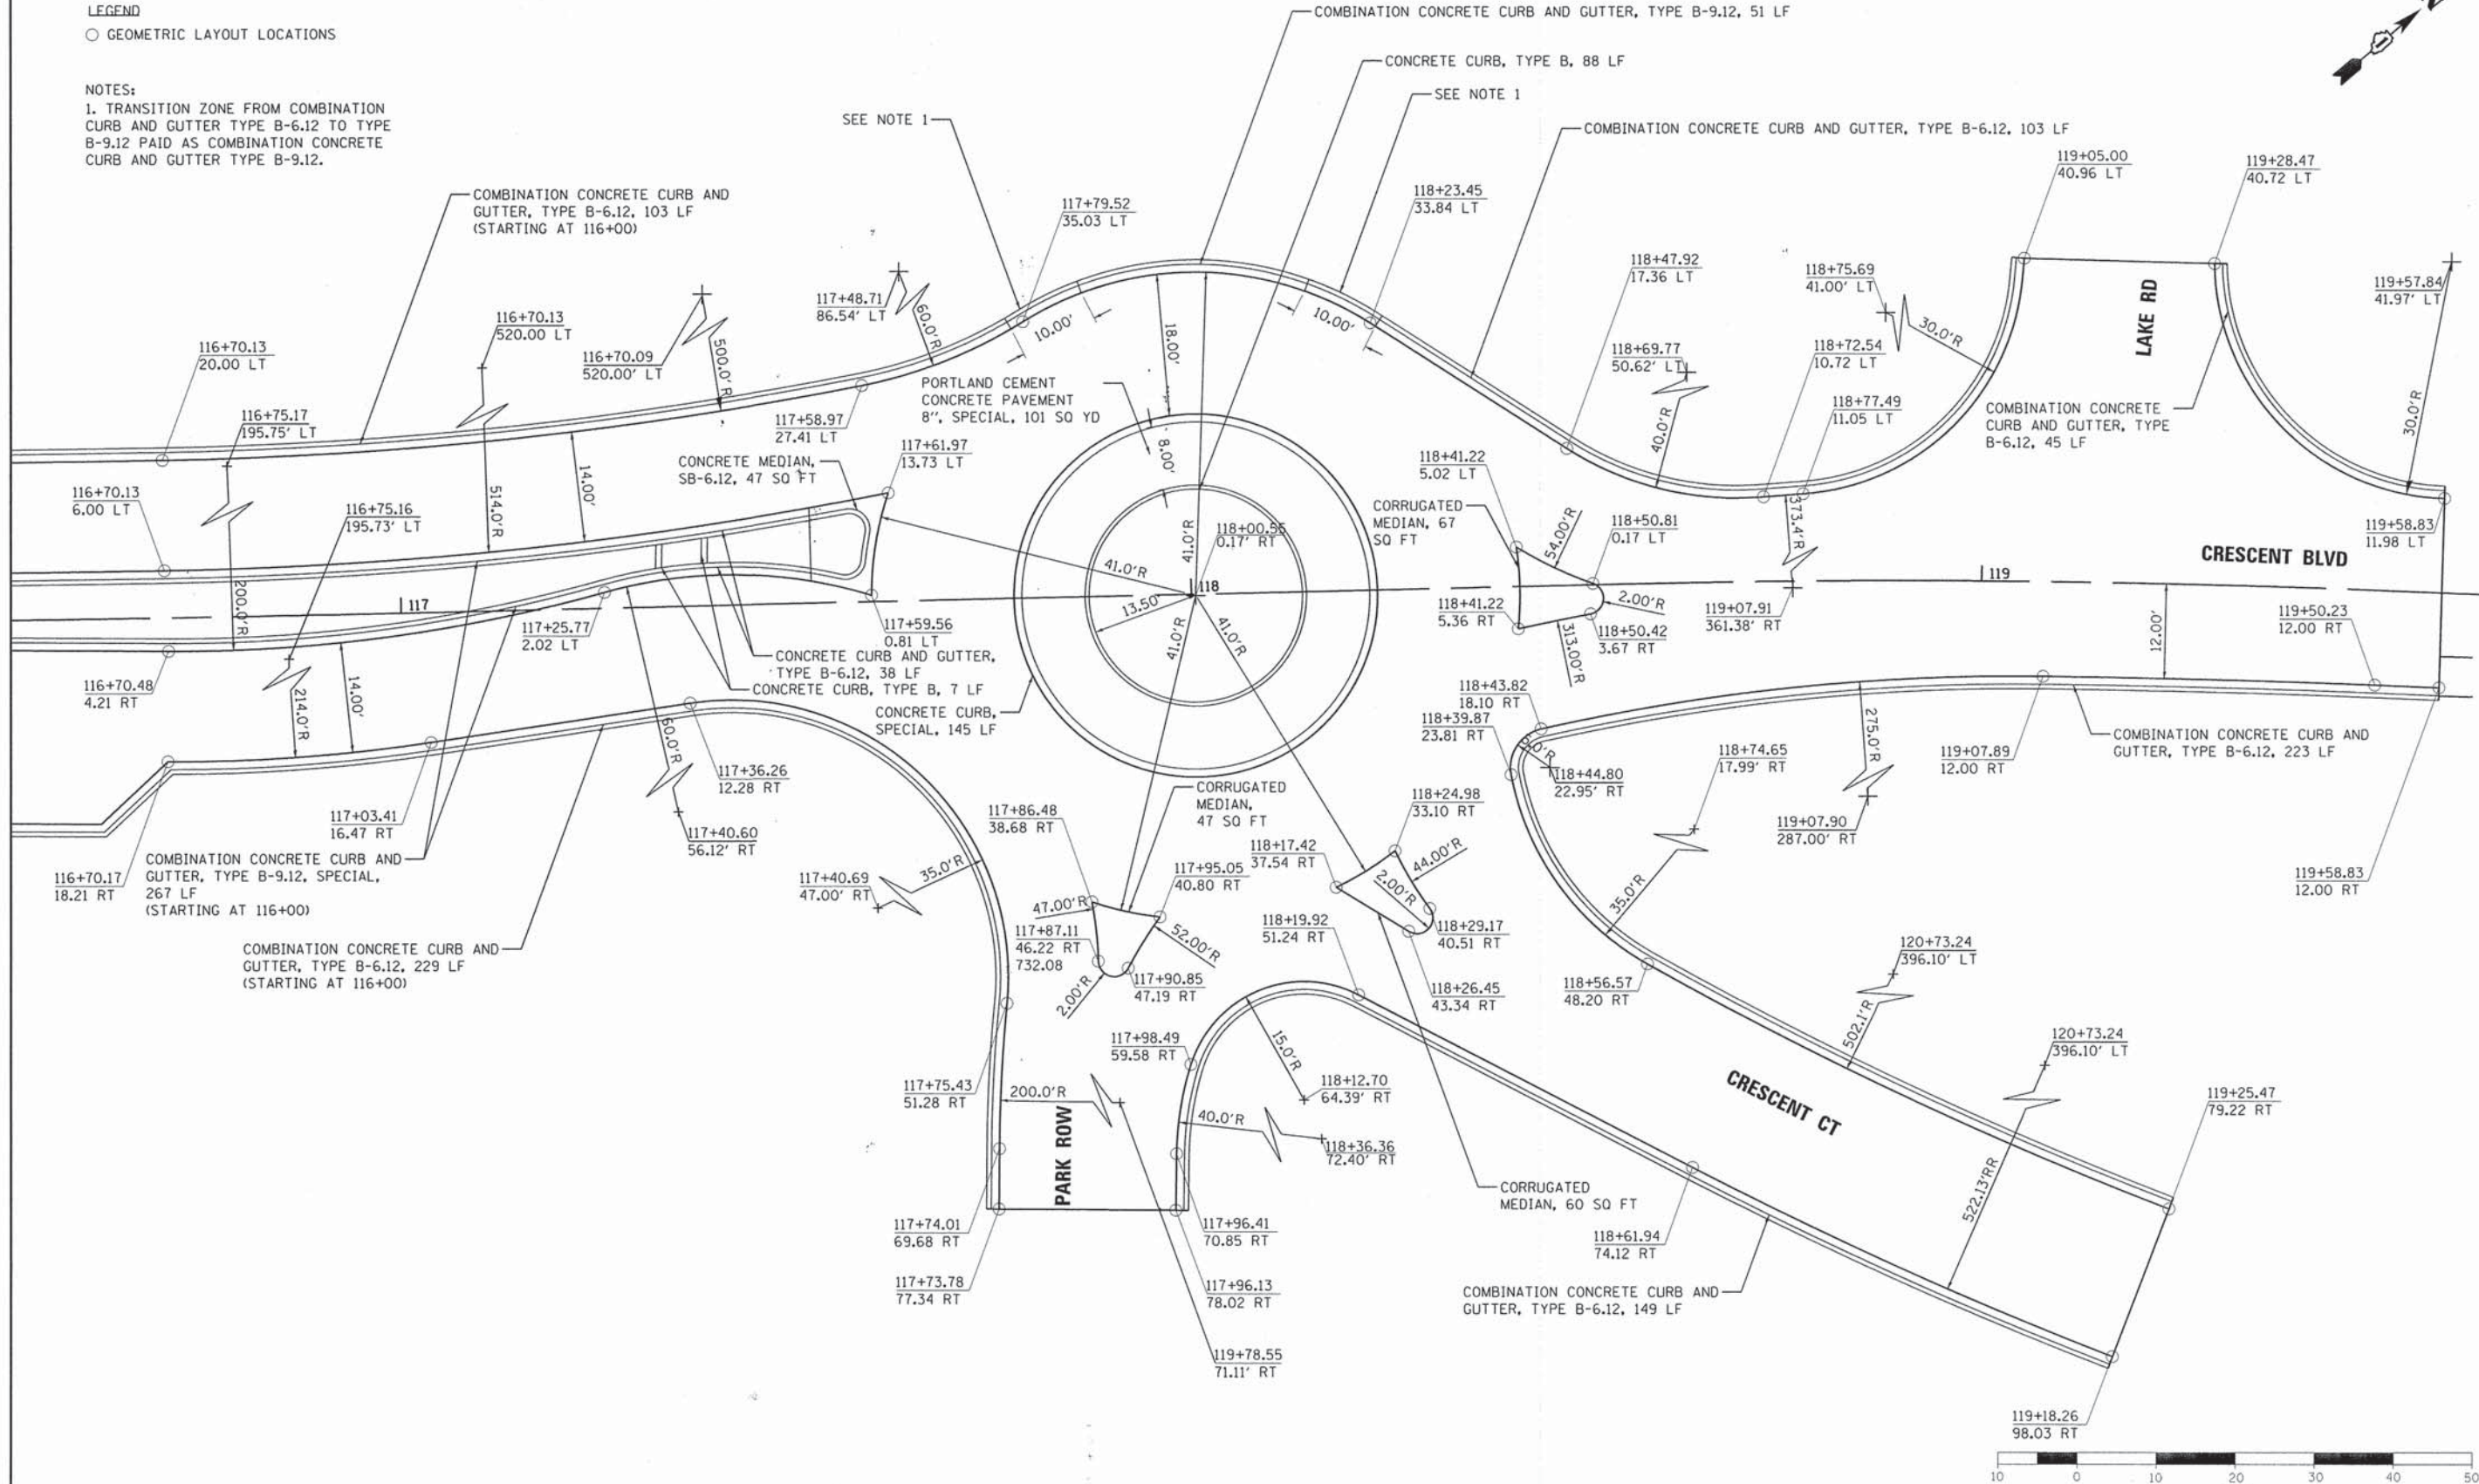 LEGEND
GEOMETRIC LAYOUT LOCATIONS
NOTES:
1. TRANSITION ZONE FROM COMBINATION
CURB AND GUTTER TYPE B-6.12 TO TYPE
B-9.12 PAID AS COMBINATION CONCRETE
CURB AND GUTTER TYPE B-9.12.
COMBINATION CONCRETE CURB AND GUTTER, TYPE B-9.12, 51 LF
CONCRETE CURB, TYPE B, 88 LF
SEE NOTE 1
SEE NOTE 1
COMBINATION CONCRETE CURB AND GUTTER, TYPE B-6.12, 103 LF
COMBINATION CONCRETE CURB AND
GUTTER, TYPE B-6.12, 103 LF
(STARTING AT 116+00)
117+79.52
35.03 LT
118+23.45
33.84 LT
119+05.00
40.96 LT
119+28.47
40.72 LT
118+47.92
17.36 LT
118+75.69
41.00' LT
119+57.84
41.97' LT
117+48.71
86.54' LT
60.0'R
10.00'
10.00'
18.00'
30.0'R
LAKE RD
116+70.13
520.00 LT
116+70.13
20.00 LT
116+70.09
520.00' LT
500.0'R
118+69.77
50.62' LT
118+72.54
10.72 LT
118+77.49
11.05 LT
40.0'R
30.0'R
PORTLAND CEMENT
CONCRETE PAVEMENT
8", SPECIAL, 101 SQ YD
COMBINATION CONCRETE
CURB AND GUTTER, TYPE
B-6.12, 45 LF
116+75.17
195.75' LT
117+58.97
27.41 LT
117+61.97
13.73 LT
8.00'
CONCRETE MEDIAN,
SB-6.12, 47 SQ FT
118+41.22
5.02 LT
116+70.13
6.00 LT
514.0'R
14.00'
116+75.16
195.73' LT
CORRUGATED
MEDIAN, 67
SQ FT
54.00'R
118+50.81
0.17 LT
373.4'R
119+58.83
11.98 LT
CRESCENT BLVD
118+00.55
0.17' RT
41.0'R
41.0'R
13.50'
118
119
117
200.0'R
117+25.77
2.02 LT
117+59.56
0.81 LT
41.0'R
41.0'R
118+41.22
5.36 RT
2.00'R
118+50.42
3.67 RT
313.00'R
119+07.91
361.38' RT
12.00'
119+50.23
12.00 RT
CONCRETE CURB AND GUTTER,
TYPE B-6.12, 38 LF
CONCRETE CURB, TYPE B, 7 LF
CONCRETE CURB,
SPECIAL, 145 LF
116+70.48
4.21 RT
214.0'R
14.00'
118+43.82
18.10 RT
118+39.87
23.81 RT
275.0'R
COMBINATION CONCRETE CURB AND
GUTTER, TYPE B-6.12, 223 LF
60.0'R
117+36.26
12.28 RT
118+44.80
22.95' RT
118+74.65
17.99' RT
119+07.89
12.00 RT
119+07.90
287.00' RT
117+03.41
16.47 RT
117+40.60
56.12' RT
CORRUGATED
MEDIAN,
47 SQ FT
117+86.48
38.68 RT
118+24.98
33.10 RT
COMBINATION CONCRETE CURB AND
GUTTER, TYPE B-9.12, SPECIAL,
267 LF
(STARTING AT 116+00)
116+70.17
18.21 RT
35.0'R
117+40.69
47.00' RT
117+95.05
40.80 RT
118+17.42
37.54 RT
44.00'R
2.00'R
119+58.83
12.00 RT
47.00'R
117+87.11
46.22 RT
732.08
52.00'R
118+19.92
51.24 RT
118+29.17
40.51 RT
35.0'R
COMBINATION CONCRETE CURB AND
GUTTER, TYPE B-6.12, 229 LF
(STARTING AT 116+00)
2.00'R
117+90.85
47.19 RT
118+26.45
43.34 RT
118+56.57
48.20 RT
120+73.24
396.10' LT
502.1'R
117+98.49
59.58 RT
15.0'R
120+73.24
396.10' LT
117+75.43
51.28 RT
200.0'R
118+12.70
64.39' RT
40.0'R
118+36.36
72.40' RT
CRESCENT CT
119+25.47
79.22 RT
PARK ROW
CORRUGATED
MEDIAN, 60 SQ FT
522.13'RR
117+74.01
69.68 RT
117+96.41
70.85 RT
118+61.94
74.12 RT
117+73.78
77.34 RT
117+96.13
78.02 RT
COMBINATION CONCRETE CURB AND
GUTTER, TYPE B-6.12, 149 LF
119+78.55
71.11' RT
119+18.26
98.03 RT
10 0 10 20 30 40 50